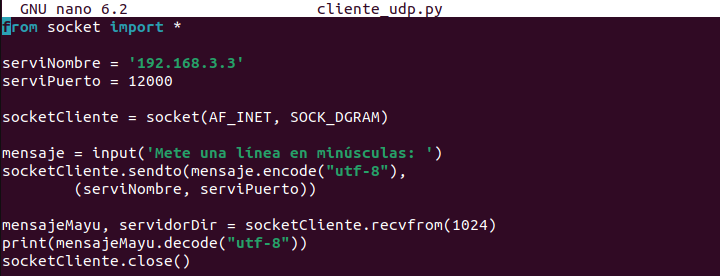 GNU nano 6.2 cliente_udp.py
from socket import *
serviNombre = '192.168.3.3'
serviPuerto = 12000
socketCliente = socket(AF_INET, SOCK_DGRAM)
mensaje = input('Mete una línea en minúsculas: ')
socketCliente.sendto(mensaje.encode("utf-8"),
(serviNombre, serviPuerto))
mensajeMayu, servidorDir = socketCliente.recvfrom(1024)
print(mensajeMayu.decode("utf-8"))
socketCliente.close()